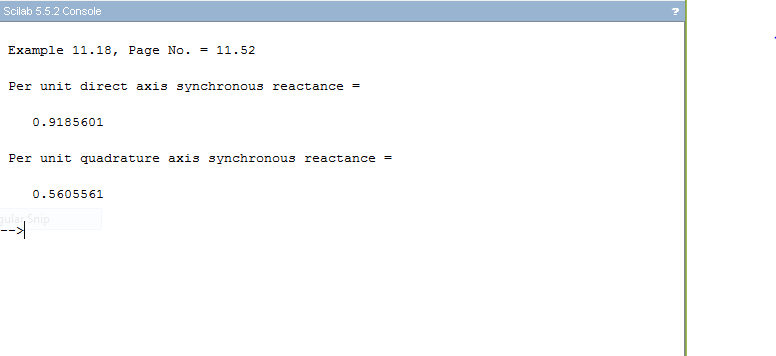 Scilab 5.5.2 Console
?
Example 11.18, Page No. = 11.52
Per unit direct axis synchronous reactance =
0.9185601
Per unit quadrature axis synchronous reactance =
0.5605561
gular Snip
-->